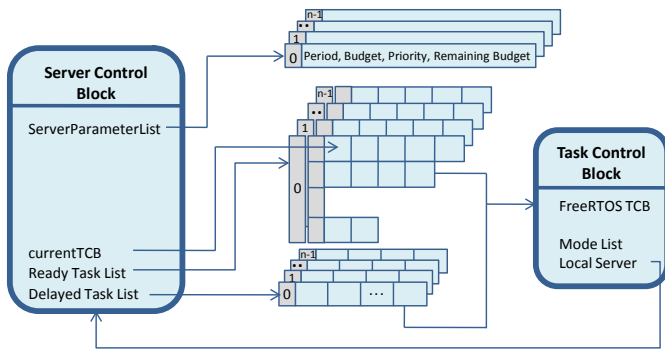 n-1
..
1
0 Period, Budget, Priority, Remaining Budget
Server Control
Block
ServerParameterList
currentTCB
Ready Task List
Delayed Task List
n-1
..
1
0
n-1
..
1
0 ...
Task Control
Block
FreeRTOS TCB
Mode List
Local Server